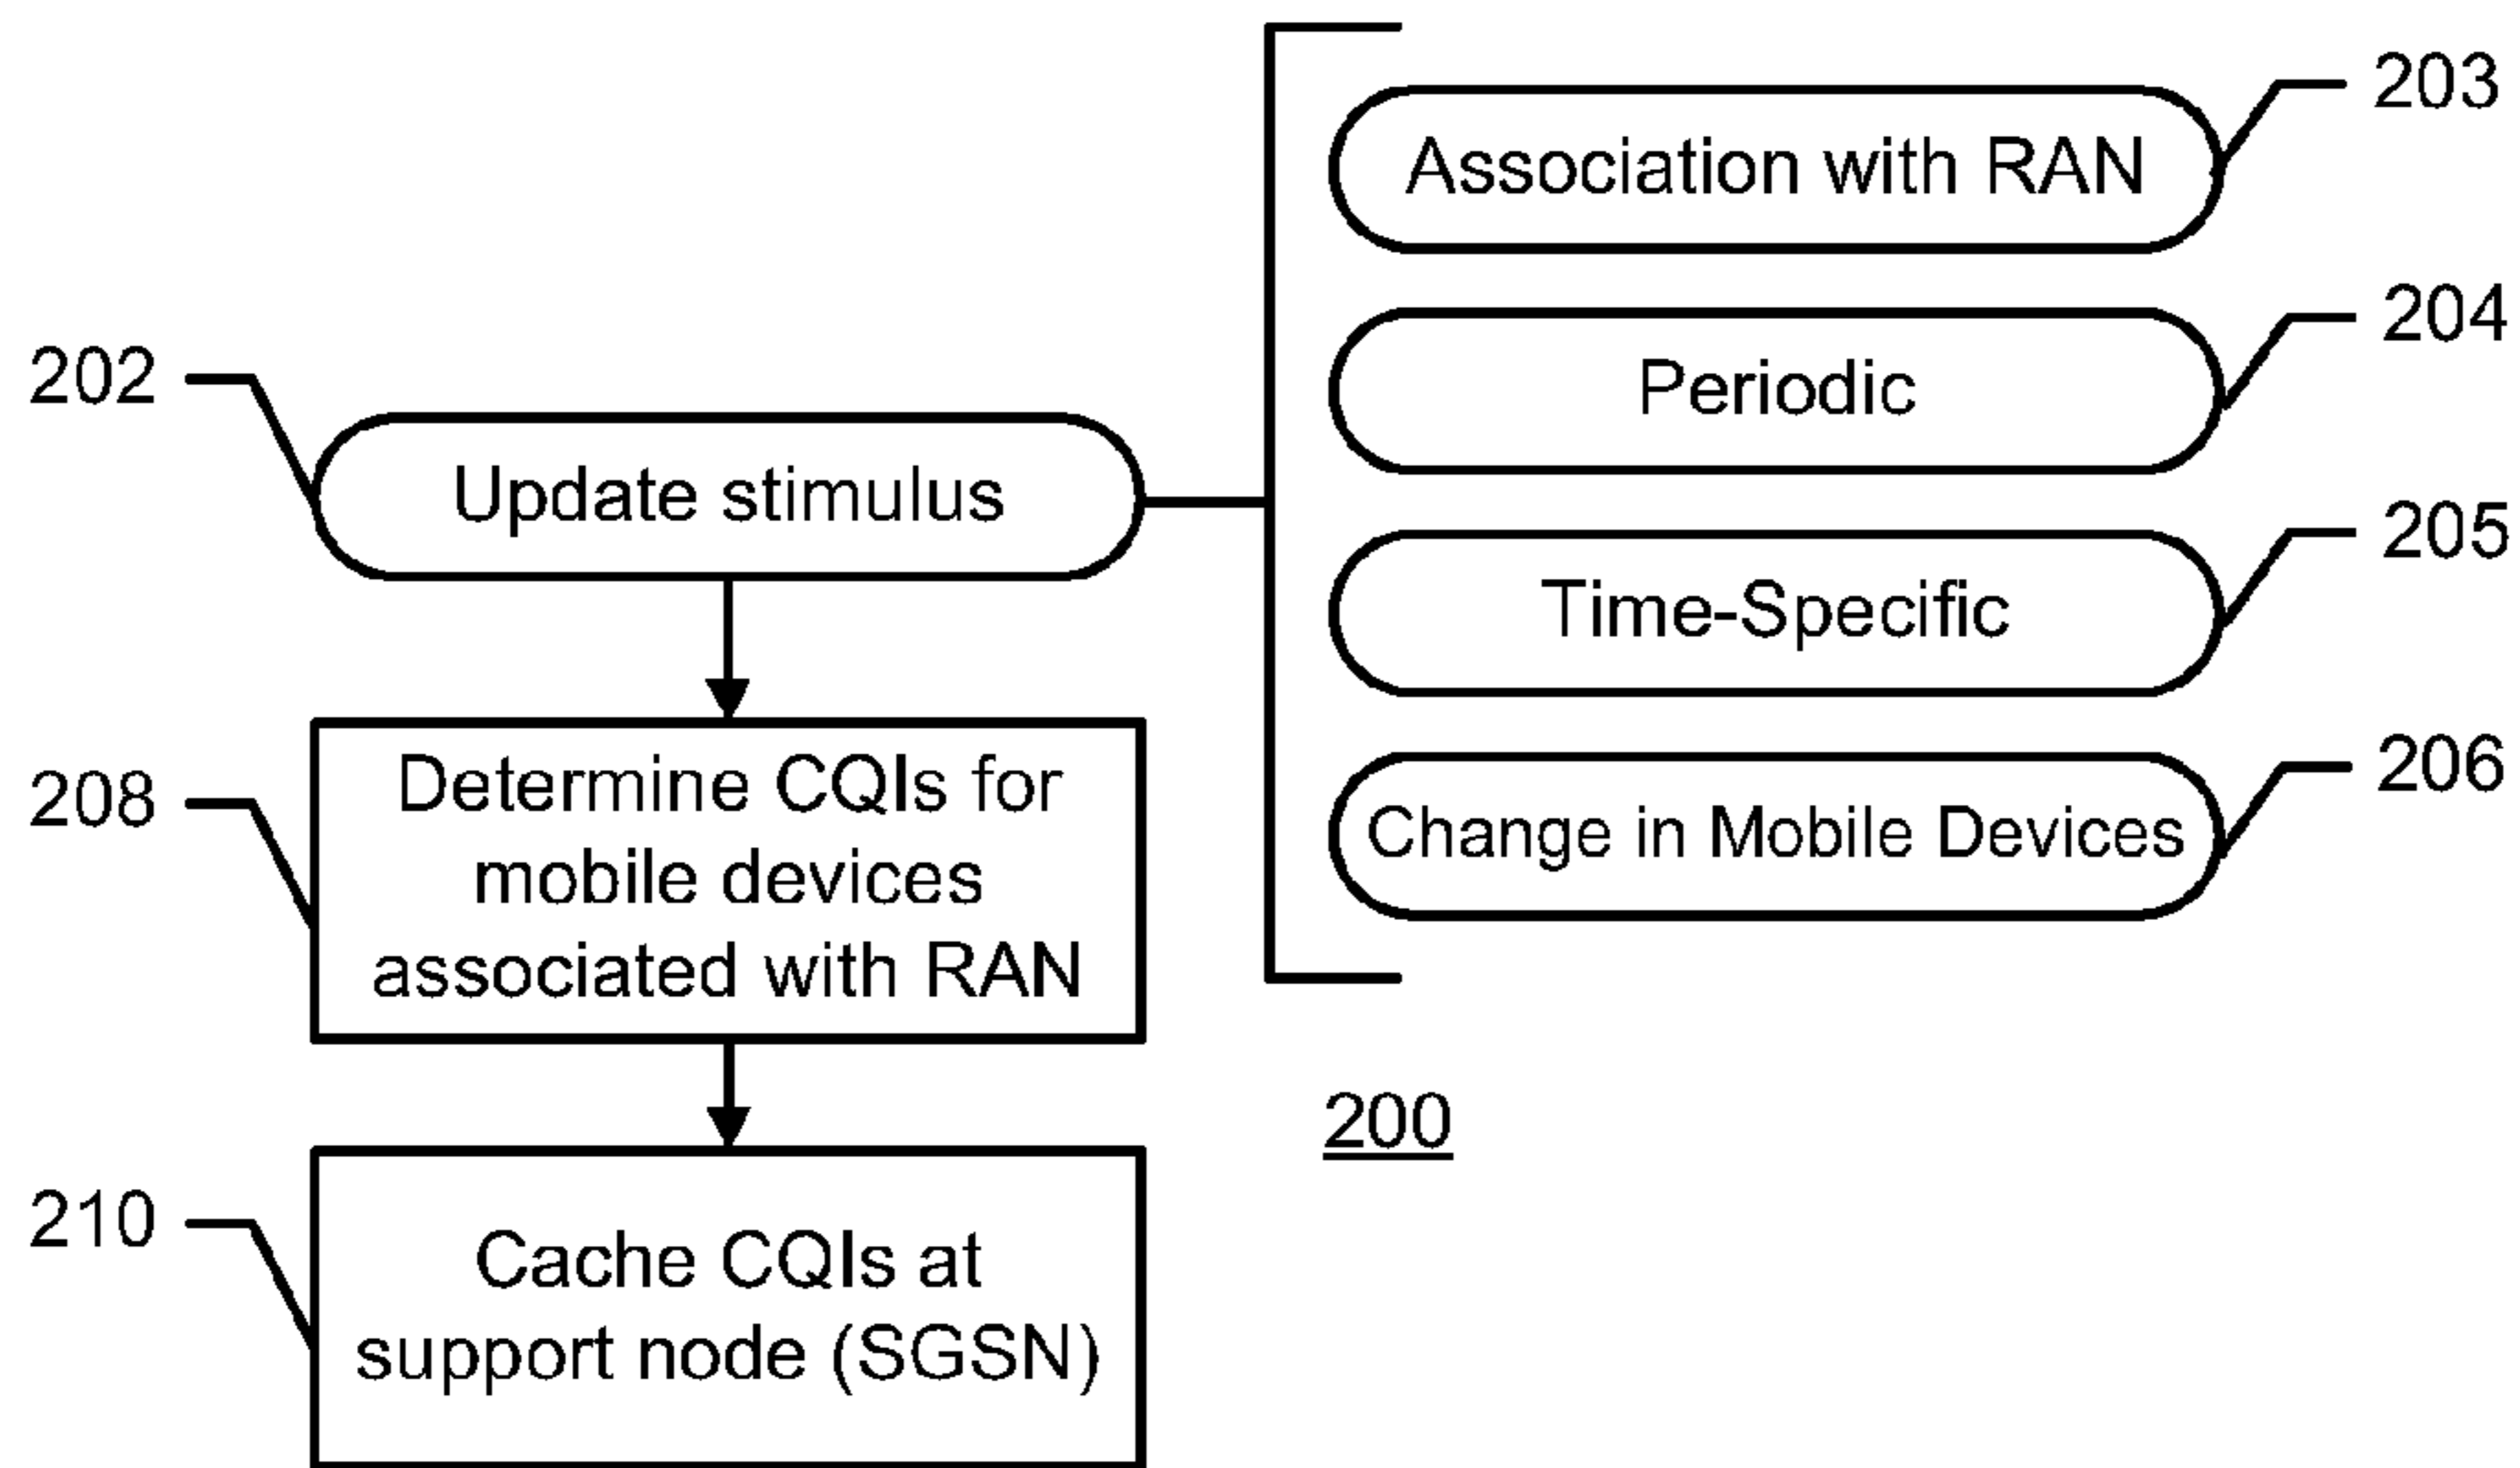 203
Association with RAN
204
Periodic
202
Update stimulus
205
Time-Specific
206
Change in Mobile Devices
208
Determine CQIs for
mobile devices
associated with RAN
200
210
Cache CQIs at
support node (SGSN)